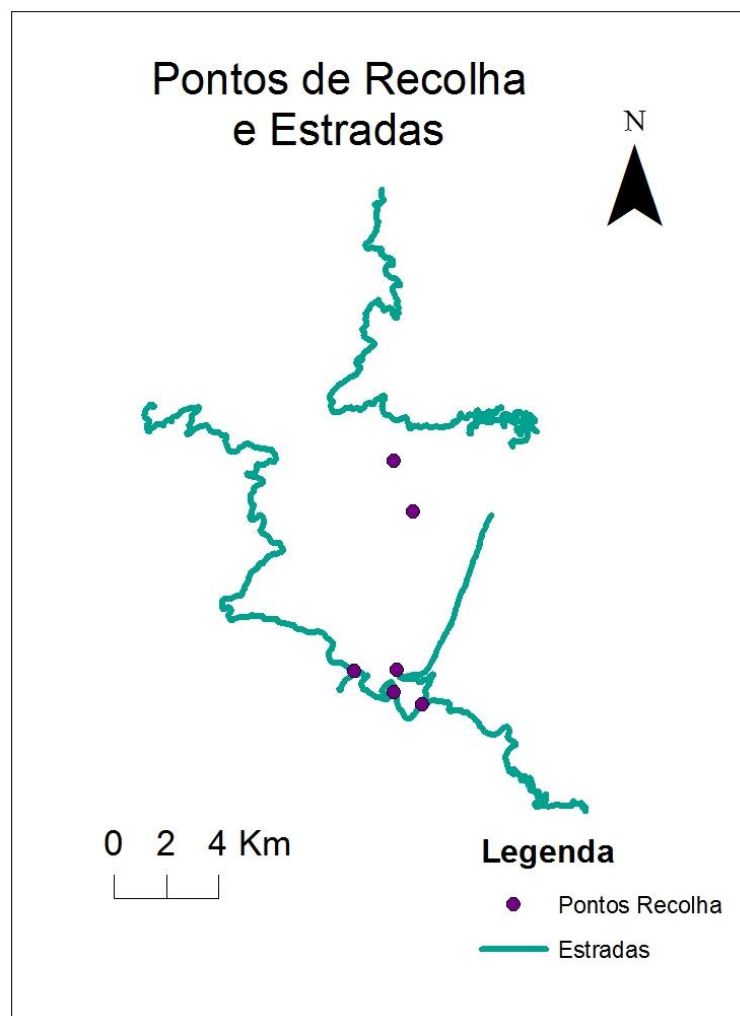 Pontos de Recolha
e Estradas
N
0 2 4 Km
Legenda
Pontos Recolha
Estradas